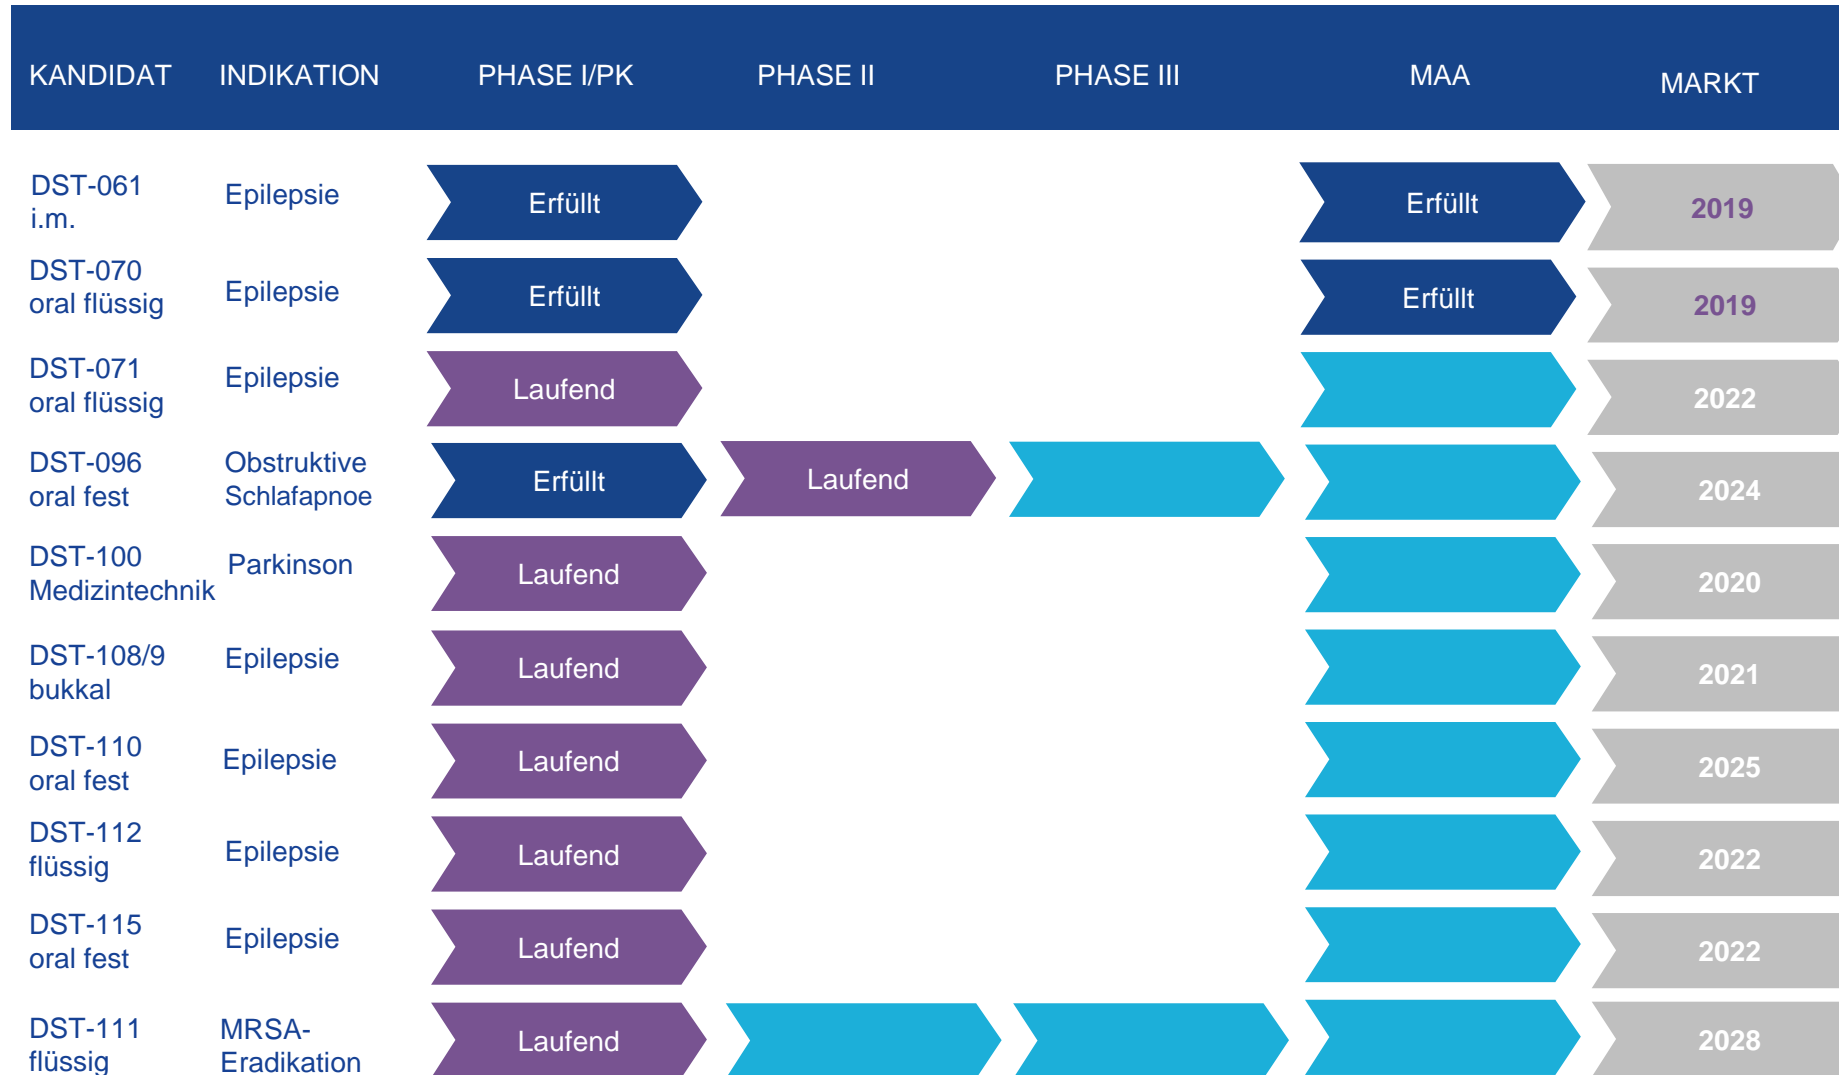 KANDIDAT INDIKATION PHASE I/PK PHASE II PHASE III MAA MARKT
DST-061
i.m.
Epilepsie
Erfüllt
Erfüllt
2019
DST-070
oral flüssig
Epilepsie
Erfüllt
Erfüllt
2019
DST-071
oral flüssig
Epilepsie
Laufend
2022
DST-096
oral fest
Obstruktive
Schlafapnoe
Erfüllt
Laufend
2024
DST-100
Medizintechnik
Parkinson
Laufend
2020
DST-108/9
bukkal
Epilepsie
Laufend
2021
DST-110
oral fest
Epilepsie
Laufend
2025
DST-112
flüssig
Epilepsie
Laufend
2022
DST-115
oral fest
Epilepsie
Laufend
2022
DST-111
flüssig
MRSA-
Eradikation
Laufend
2028